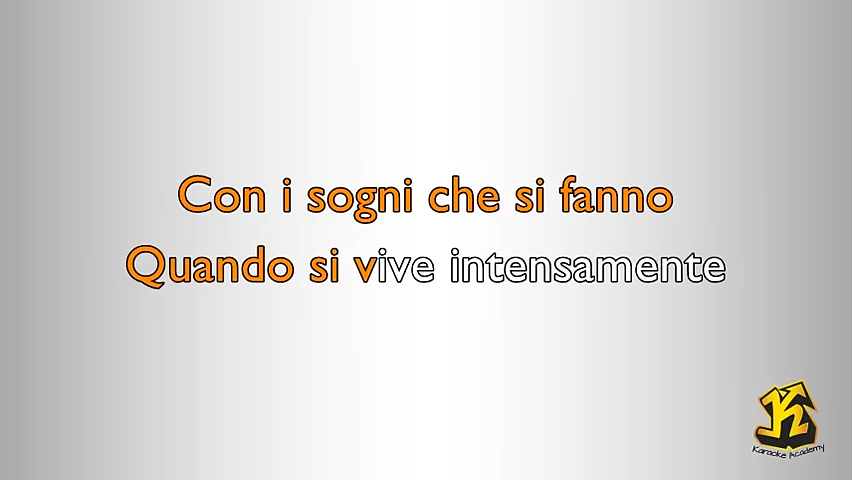 Con i sogni che si fanno
Quando si vive intensamente
K
Karaoke Academy